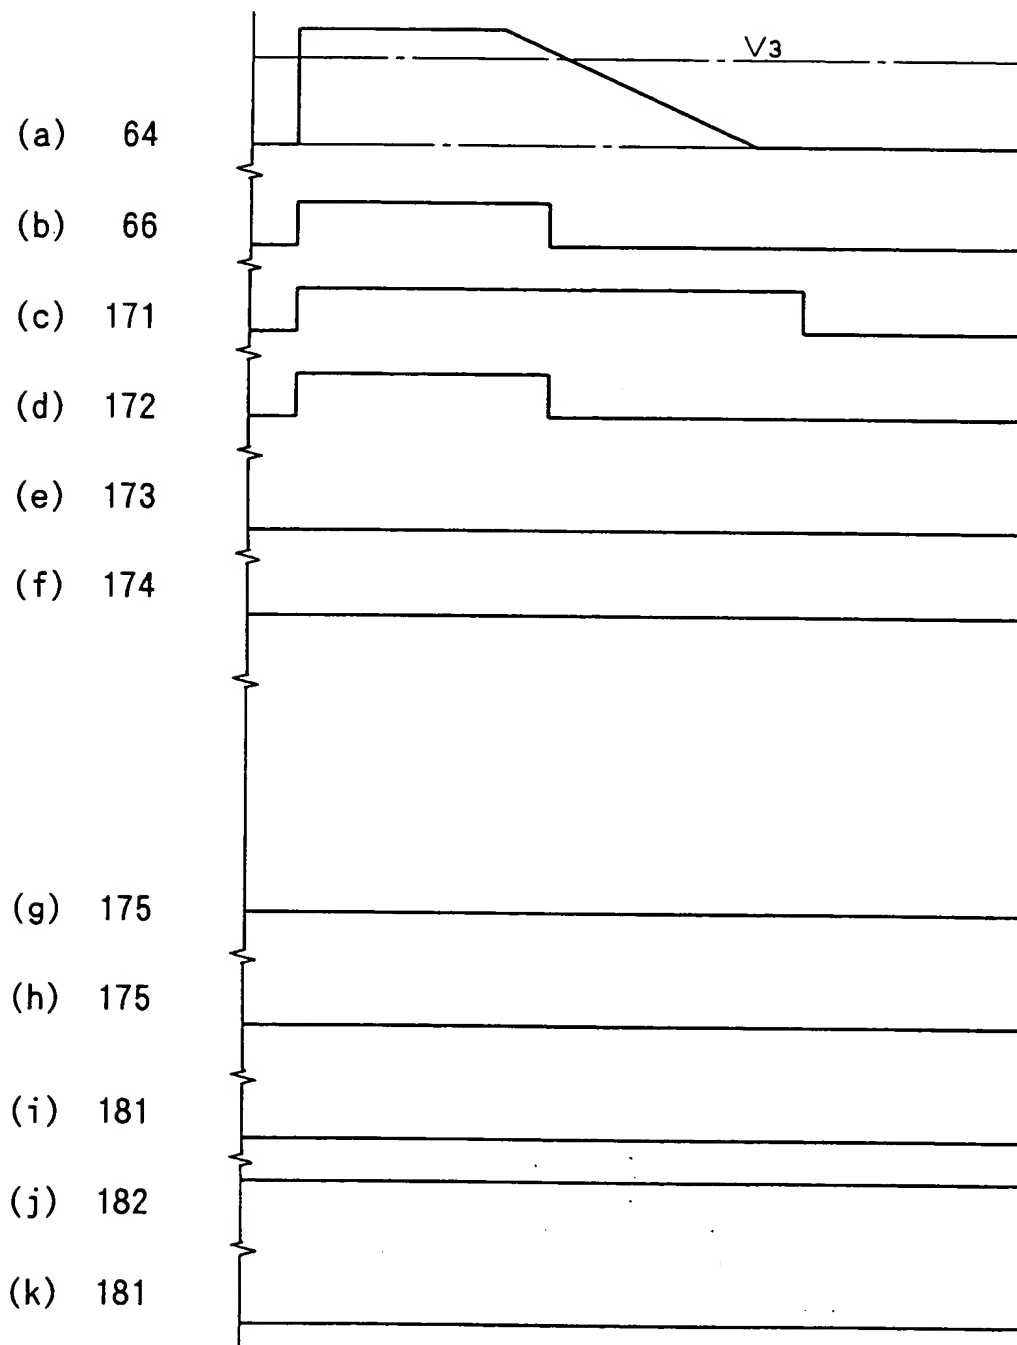 V3
(a) 64
(b) 66
(c) 171
(d) 172
(e) 173
(f) 174
(g) 175
(h) 175
(i) 181
(j) 182
(k) 181